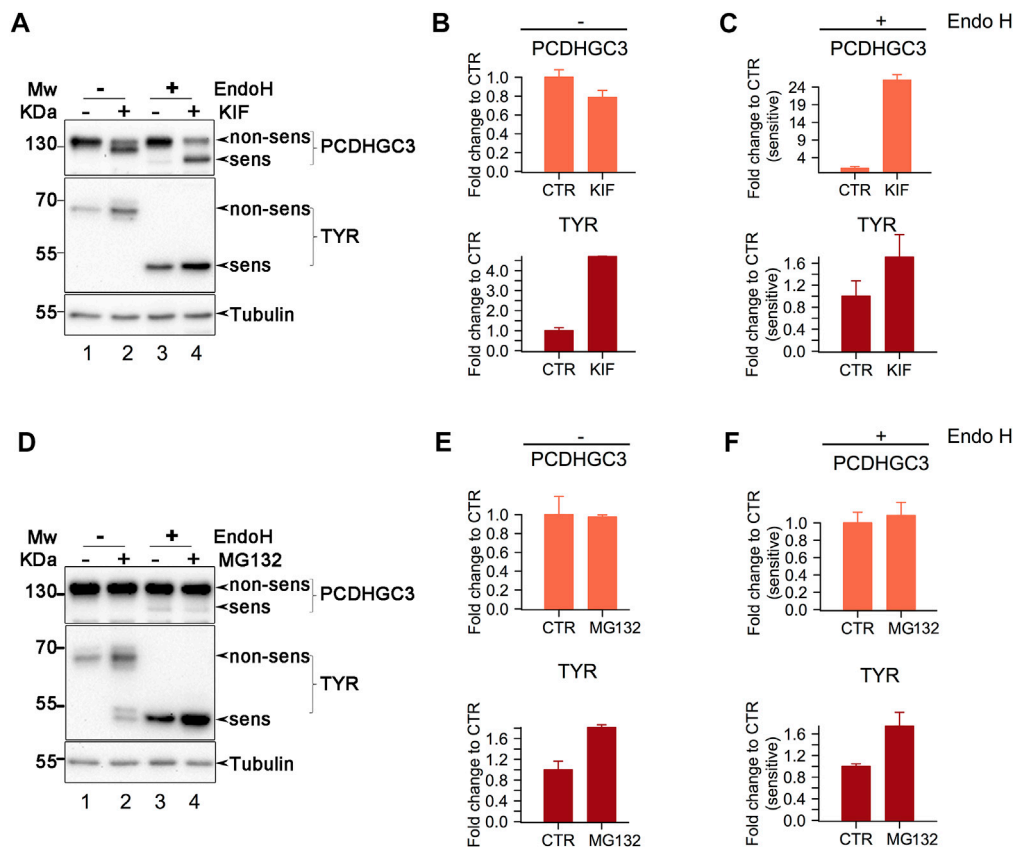 A
Mw - + EndoH
KDa - + - + KIF
130 non-sens
sens
PCDHGC3
70
non-sens
TYR
55
sens
55 Tubulin
1 2 3 4
B
-
PCDHGC3
Fold change to CTR
1.0
0.8
0.6
0.4
0.2
0.0
CTR KIF
TYR
Fold change to CTR
4.0
3.0
2.0
1.0
0.0
CTR KIF
C
+ Endo H
PCDHGC3
Fold change to CTR
(sensitive)
24
20
16
12
8
4
CTR KIF
TYR
Fold change to CTR
(sensitive)
1.6
1.2
0.8
0.4
0.0
CTR KIF
D
Mw - + EndoH
KDa - + - + MG132
130 non-sens
sens
PCDHGC3
70
non-sens
TYR
55
sens
55 Tubulin
1 2 3 4
E
-
PCDHGC3
Fold change to CTR
1.0
0.8
0.6
0.4
0.2
0.0
CTR MG132
TYR
Fold change to CTR
1.6
1.2
0.8
0.4
0.0
CTR MG132
F
+ Endo H
PCDHGC3
Fold change to CTR
(sensitive)
1.0
0.8
0.6
0.4
0.2
0.0
CTR MG132
TYR
Fold change to CTR
(sensitive)
1.6
1.2
0.8
0.4
0.0
CTR MG132